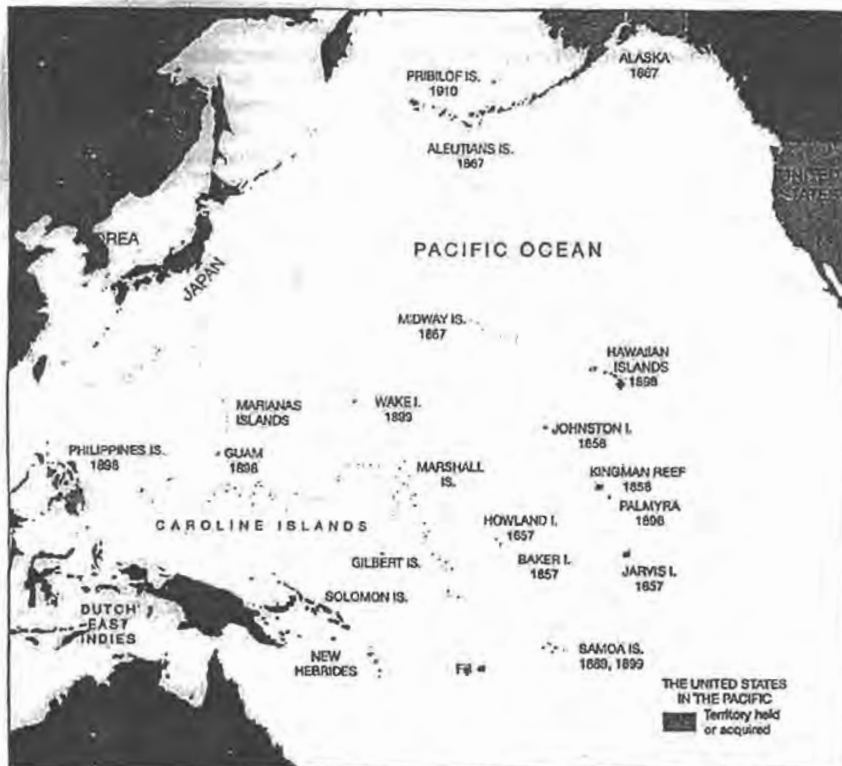 ALASKA
1867
PRIBILOF IS.
1910
ALEUTIANS IS.
1867
UNITED
STATES
OREA
JAPAN
PACIFIC OCEAN
MIDWAY IS.
1867
HAWAIIAN
ISLANDS
1898
MARIANAS
ISLANDS
WAKE I.
1899
JOHNSTON I.
1858
PHILIPPINES IS.
1898
GUAM
1898
MARSHALL
IS.
KINGMAN REEF
1858
PALMYRA
1898
CAROLINE ISLANDS
HOWLAND I.
1857
BAKER I.
1857
GILBERT IS.
JARVIS I.
1857
SOLOMON IS.
DUTCH
EAST
INDIES
NEW
HEBRIDES
Fiji
SAMOA IS.
1889, 1899
THE UNITED STATES
IN THE PACIFIC
Territory held
or acquired